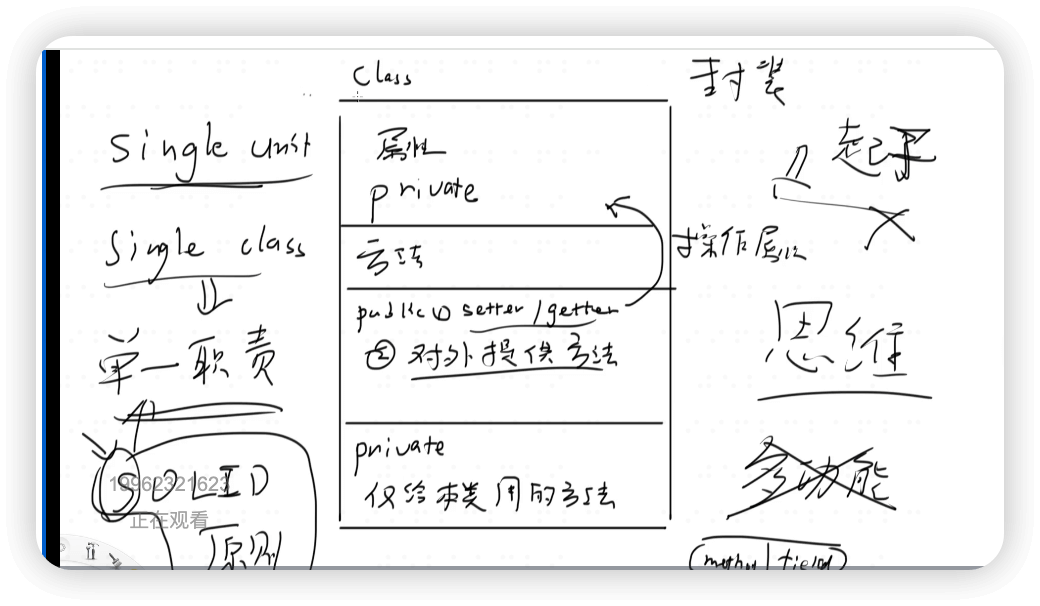 Class
封装
Single unit
属性
private
起来
Single class
方法
操作属性
单一职责
public ① setter / getter
② 对外提供方法
思维
private
仅给本类用的方法
多功能
SOLID
原则
19962321623
正在观看
method | field